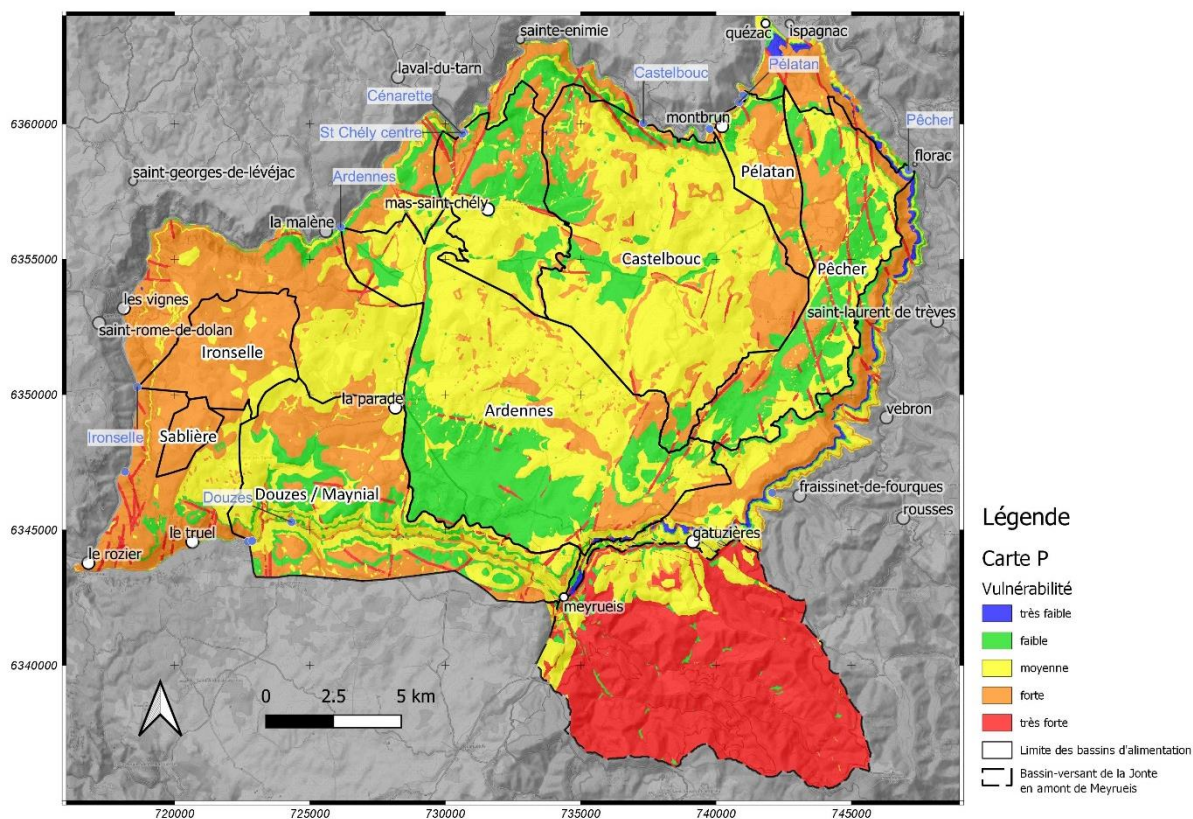 sainte-enimie
quézac
ispagnac
laval-du-tarn
Castelbouc
Pélatan
Cénarette
6360000
montbrun
St Chély centre
Pêcher
florac
saint-georges-de-lévéjac
Ardennes
Pélatan
mas-saint-chély
la malène
6355000
Castelbouc
Pêcher
les vignes
saint-laurent de trèves
saint-rome-de-dolan
Ironselle
6350000
la parade
Ardennes
vebron
Sablière
Ironselle
Douzes
Douzes / Maynial
fraissinet-de-fourques
rousses
6345000
le truel
gatuzières
le rozier
meyrueis
6340000
0 2.5 5 km
720000 725000 730000 735000 740000 745000
Légende
Carte P
Vulnérabilité
très faible
faible
moyenne
forte
très forte
Limite des bassins d'alimentation
Bassin-versant de la Jonte
en amont de Meyrueis